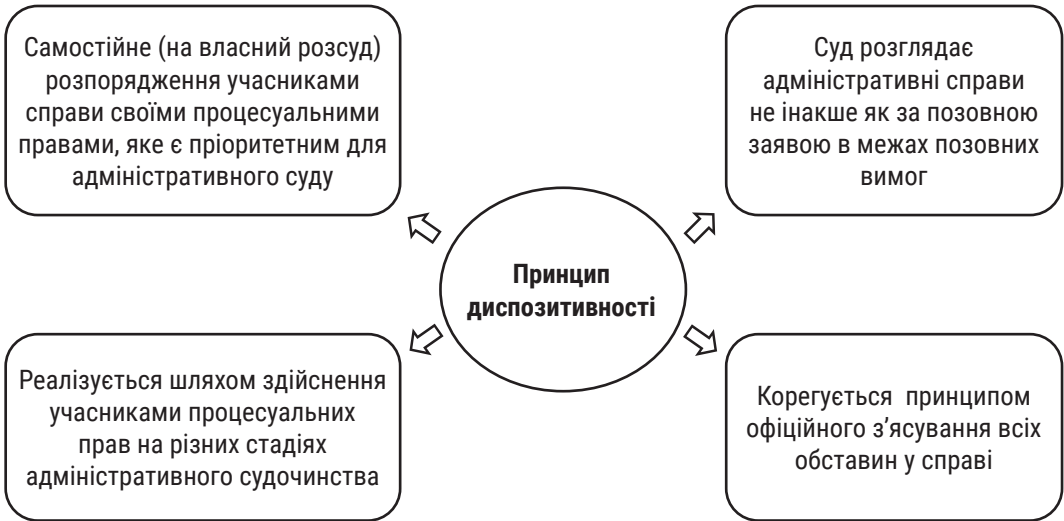 Самостійне (на власний розсуд)
розпорядження учасниками
справи своїми процесуальними
правами, яке є пріоритетним для
адміністративного суду
Суд розглядає
адміністративні справи
не інакше як за позовною
заявою в межах позовних
вимог
Принцип
диспозитивності
Реалізується шляхом здійснення
учасниками процесуальних
прав на різних стадіях
адміністративного судочинства
Корегується принципом
офіційного з’ясування всіх
обставин у справі